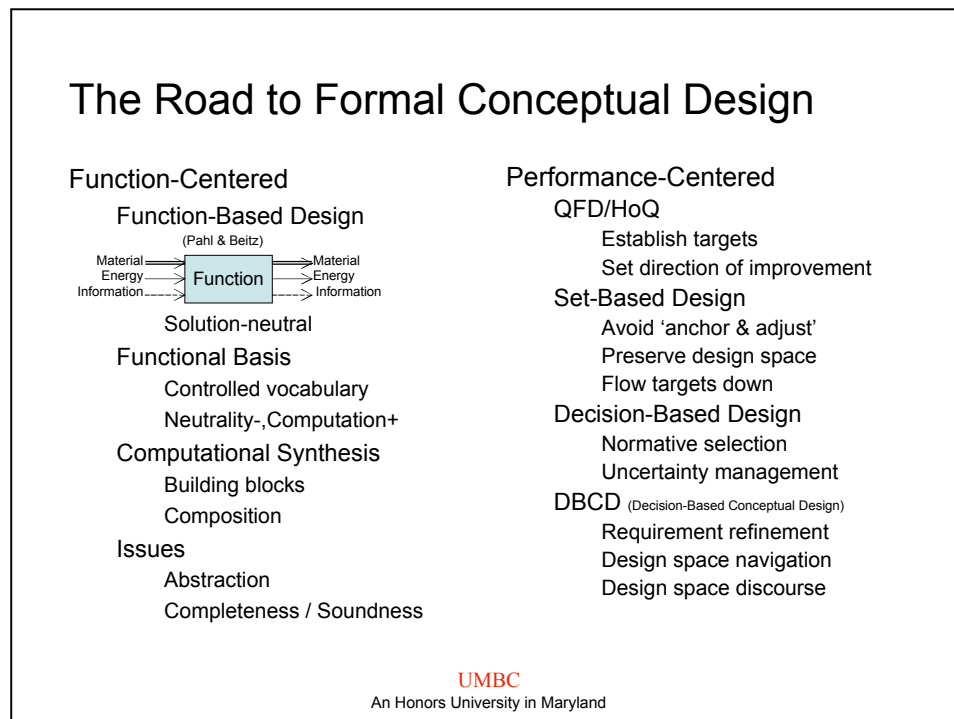 The Road to Formal Conceptual Design
Function-Centered
Function-Based Design
(Pahl & Beitz)
Material
Energy
Information
Function
Material
Energy
Information
Solution-neutral
Functional Basis
Controlled vocabulary
Neutrality-,Computation+
Computational Synthesis
Building blocks
Composition
Issues
Abstraction
Completeness / Soundness
Performance-Centered
QFD/HoQ
Establish targets
Set direction of improvement
Set-Based Design
Avoid ‘anchor & adjust’
Preserve design space
Flow targets down
Decision-Based Design
Normative selection
Uncertainty management
DBCD (Decision-Based Conceptual Design)
Requirement refinement
Design space navigation
Design space discourse
UMBC
An Honors University in Maryland